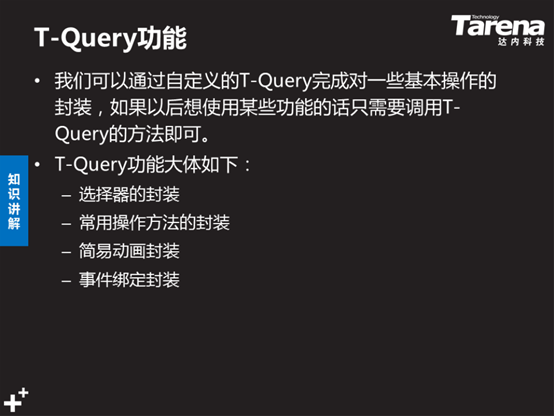 T-Query功能
Technology
Tarena
达内科技
• 我们可以通过自定义的T-Query完成对一些基本操作的
封装，如果以后想使用某些功能的话只需要调用T-
Query的方法即可。
• T-Query功能大体如下：
– 选择器的封装
– 常用操作方法的封装
– 简易动画封装
– 事件绑定封装
知
识
讲
解